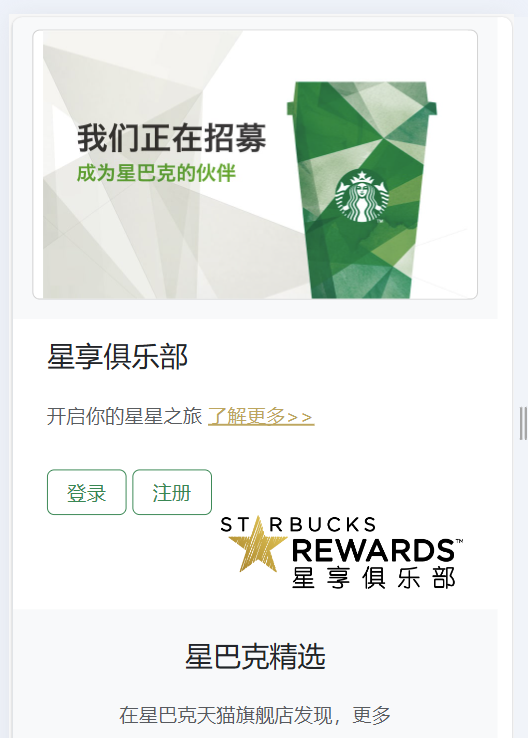 我们正在招募
成为星巴克的伙伴
星享俱乐部
开启你的星星之旅 了解更多>>
登录 注册
STARBUCKS
REWARDS™
星享俱乐部
星巴克精选
在星巴克天猫旗舰店发现，更多